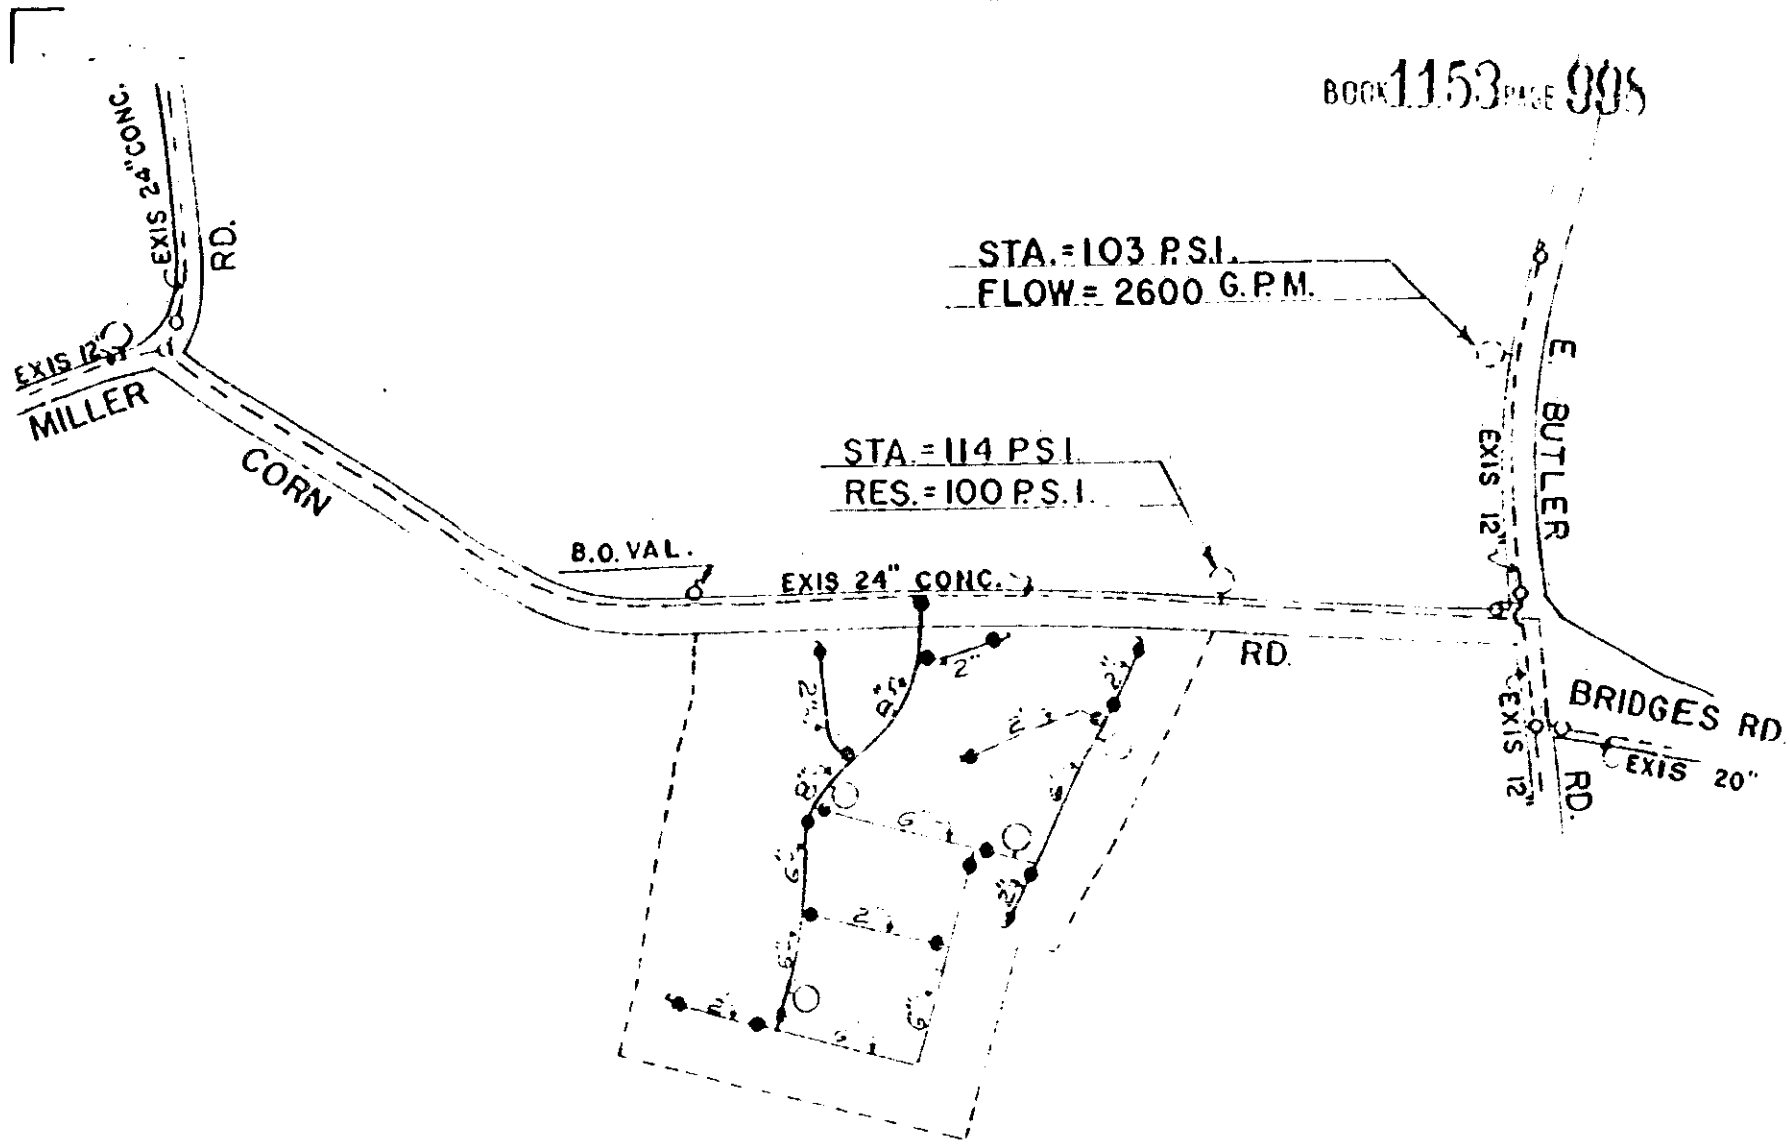 BOOK 1153 PAGE 998
EXIS 24" CONC.
RD.
STA.=103 P.S.I.
FLOW= 2600 G.P.M.
EXIS 12"
MILLER
CORN
E. BUTLER
EXIS 12"
STA.=114 P.S.I.
RES.=100 P.S.I.
B.O. VAL.
EXIS 24" CONC.
RD.
BRIDGES RD.
EXIS 12"
RD.
EXIS 20"
2"
2"
8"
2"
2"
8"
6"
6"
6"
2"
2"
6"
6"
2"
6"